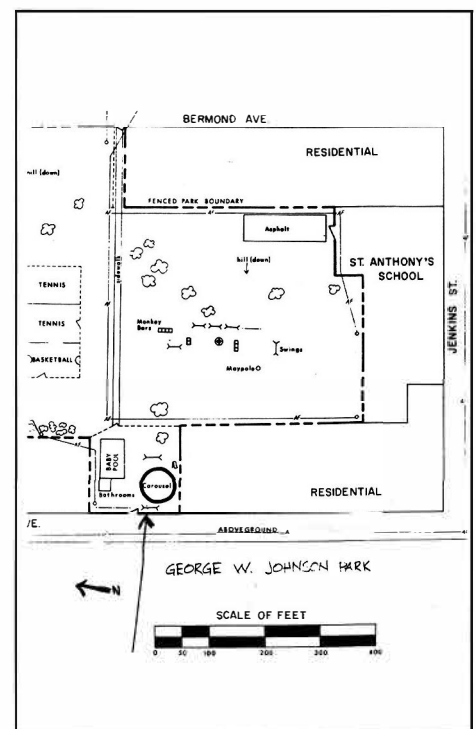 BERMOND AVE.
RESIDENTIAL
hill (down)
FENCED PARK BOUNDARY
Asphalt
hill (down)
ST. ANTHONY'S
SCHOOL
sidewalk
TENNIS
TENNIS
BASKETBALL
Monkey
Bars
Swings
Maypole
JENKINS ST.
BABY
POOL
Bathrooms
Carousel
RESIDENTIAL
VE.
ABOVEGROUND
N
GEORGE W. JOHNSON PARK
SCALE OF FEET
0 50 100 200 300 400